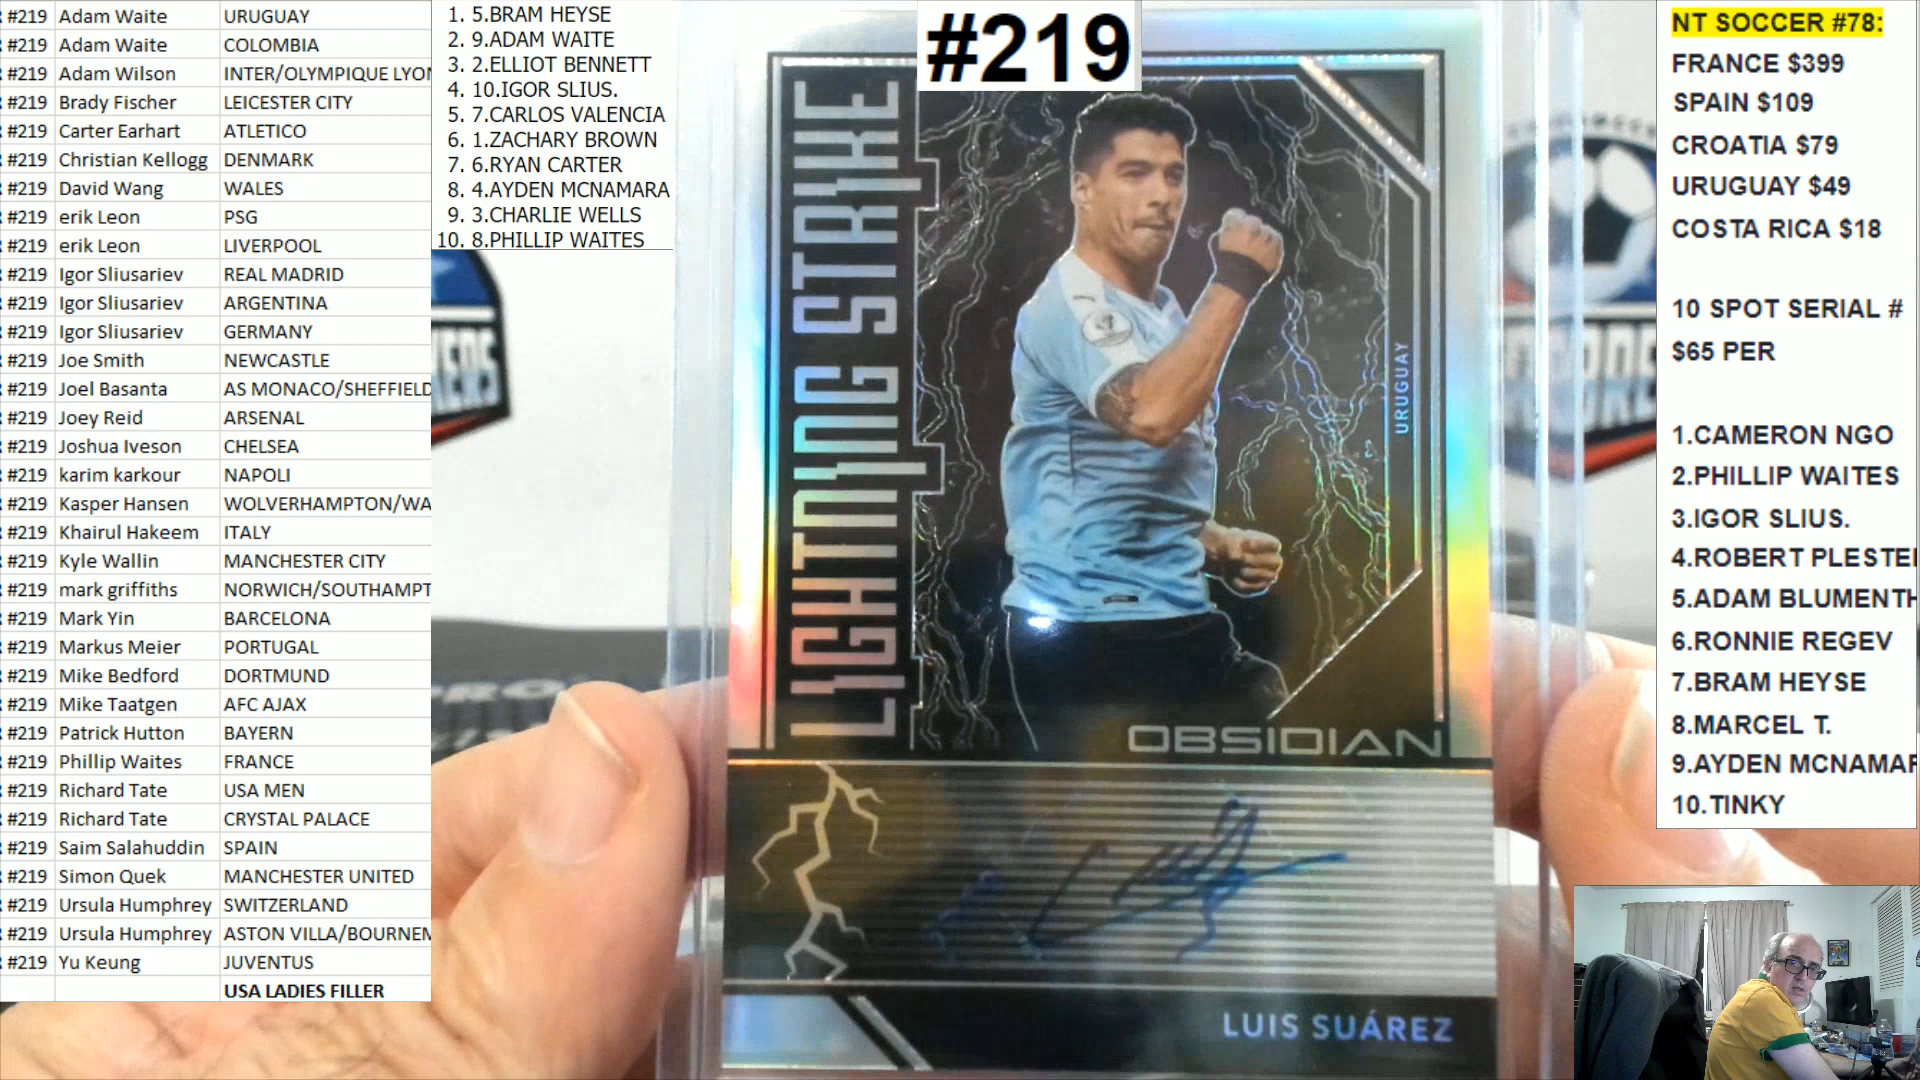 #219 Adam Waite URUGUAY
#219 Adam Waite COLOMBIA
#219 Adam Wilson INTER/OLYMPIQUE LYO
#219 Brady Fischer LEICESTER CITY
#219 Carter Earhart ATLETICO
#219 Christian Kellogg DENMARK
#219 David Wang WALES
#219 erik Leon PSG
#219 erik Leon LIVERPOOL
#219 Igor Sliusariev REAL MADRID
#219 Igor Sliusariev ARGENTINA
#219 Igor Sliusariev GERMANY
#219 Joe Smith NEWCASTLE
#219 Joel Basanta AS MONACO/SHEFFIELD
#219 Joey Reid ARSENAL
#219 Joshua Iveson CHELSEA
#219 karim karkour NAPOLI
#219 Kasper Hansen WOLVERHAMPTON/WA
#219 Khairul Hakeem ITALY
#219 Kyle Wallin MANCHESTER CITY
#219 mark griffiths NORWICH/SOUTHAMPT
#219 Mark Yin BARCELONA
#219 Markus Meier PORTUGAL
#219 Mike Bedford DORTMUND
#219 Mike Taatgen AFC AJAX
#219 Patrick Hutton BAYERN
#219 Phillip Waites FRANCE
#219 Richard Tate USA MEN
#219 Richard Tate CRYSTAL PALACE
#219 Saim Salahuddin SPAIN
#219 Simon Quek MANCHESTER UNITED
#219 Ursula Humphrey SWITZERLAND
#219 Ursula Humphrey ASTON VILLA/BOURNEM
#219 Yu Keung JUVENTUS
USA LADIES FILLER
1. 5.BRAM HEYSE
2. 9.ADAM WAITE
3. 2.ELLIOT BENNETT
4. 10.IGOR SLIUS.
5. 7.CARLOS VALENCIA
6. 1.ZACHARY BROWN
7. 6.RYAN CARTER
8. 4.AYDEN MCNAMARA
9. 3.CHARLIE WELLS
10. 8.PHILLIP WAITES
#219
LIGHTNING STRIKE
URUGUAY
OBSIDIAN
LUIS SUÁREZ
NT SOCCER #78:
FRANCE $399
SPAIN $109
CROATIA $79
URUGUAY $49
COSTA RICA $18
10 SPOT SERIAL #
$65 PER
1.CAMERON NGO
2.PHILLIP WAITES
3.IGOR SLIUS.
4.ROBERT PLESTE
5.ADAM BLUMENTH
6.RONNIE REGEV
7.BRAM HEYSE
8.MARCEL T.
9.AYDEN MCNAMAR
10.TINKY